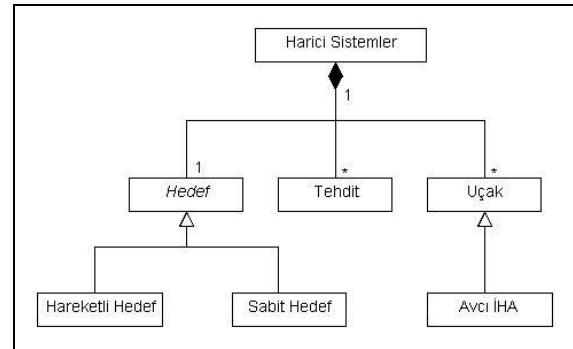 Harici Sistemler
1
1
*
*
Hedef
Tehdit
Uçak
Hareketli Hedef
Sabit Hedef
Avcı İHA